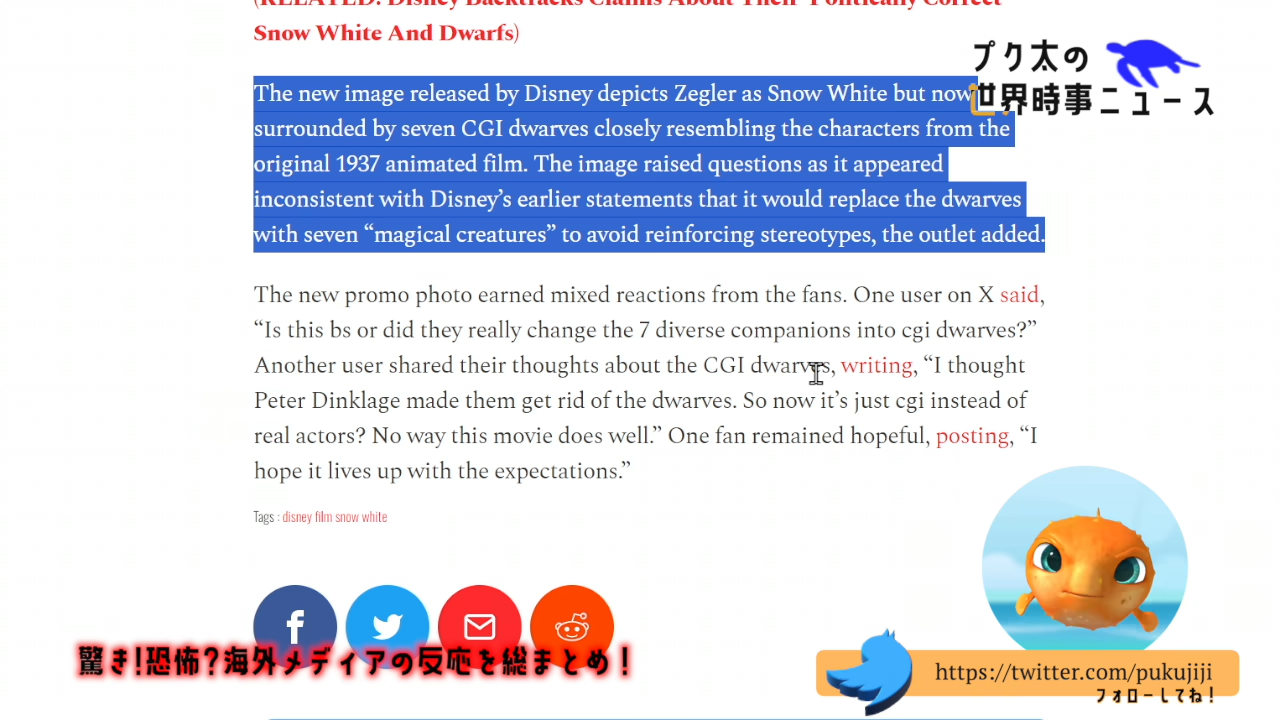 (RELATED: Disney Backtracks Claims About Their 'Politically Correct'
Snow White And Dwarfs)
プク太の
世界時事ニュース
The new image released by Disney depicts Zegler as Snow White but now
surrounded by seven CGI dwarves closely resembling the characters from the
original 1937 animated film. The image raised questions as it appeared
inconsistent with Disney’s earlier statements that it would replace the dwarves
with seven “magical creatures” to avoid reinforcing stereotypes, the outlet added.
The new promo photo earned mixed reactions from the fans. One user on X said,
“Is this bs or did they really change the 7 diverse companions into cgi dwarves?”
Another user shared their thoughts about the CGI dwarves, writing, “I thought
Peter Dinklage made them get rid of the dwarves. So now it’s just cgi instead of
real actors? No way this movie does well.” One fan remained hopeful, posting, “I
hope it lives up with the expectations.”
Tags : disney film snow white
驚き!恐怖?海外メディアの反応を総まとめ!
https://twitter.com/pukujiji
フォローしてね!